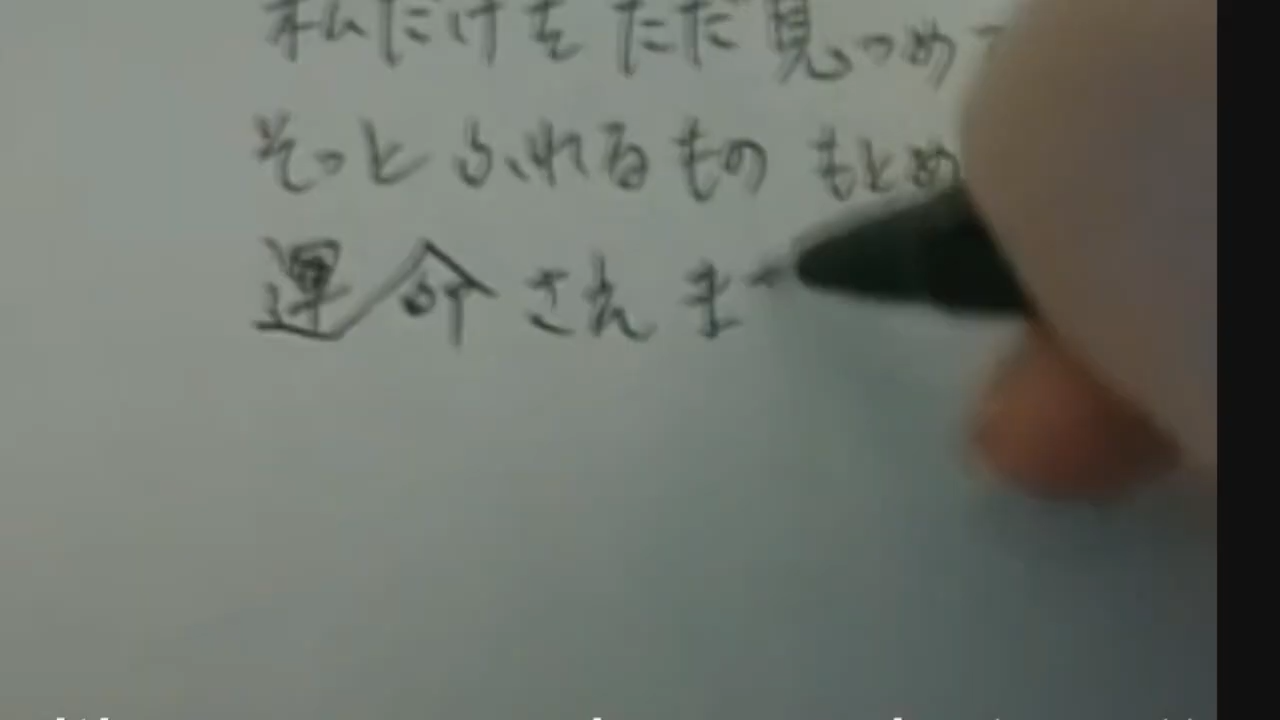 私だけをただ見つめて
そっとふれるもの もとめ
運命さえ ま